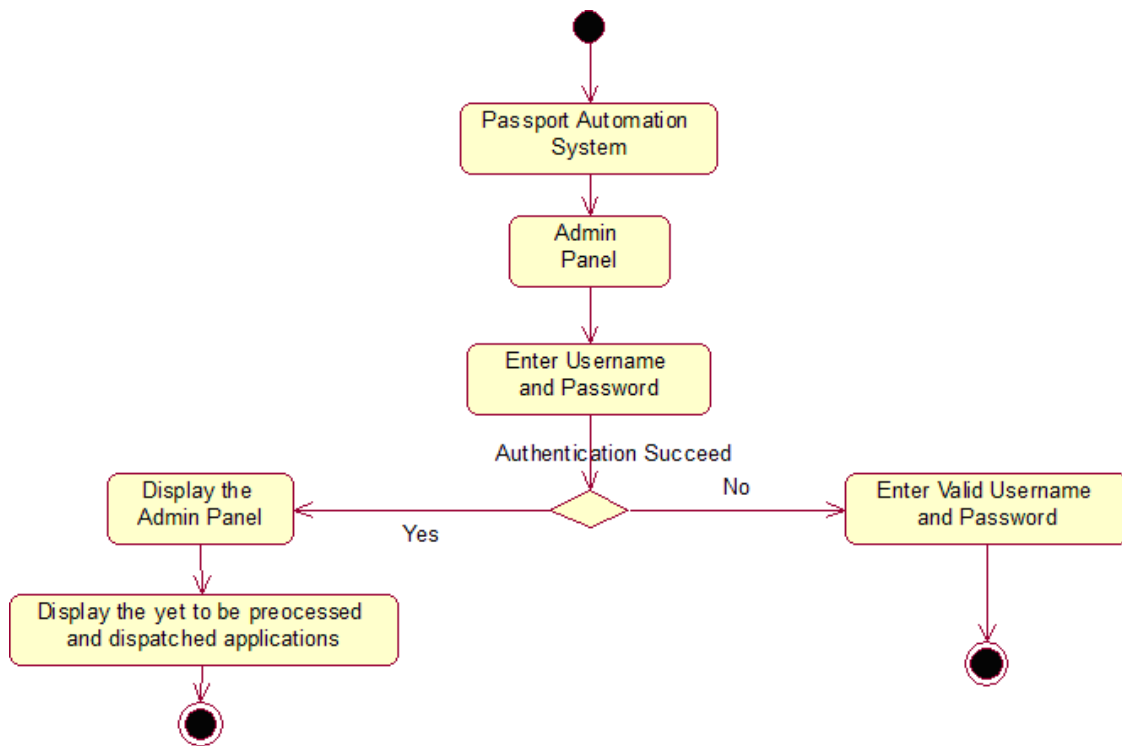 Passport Automation
System
Admin
Panel
Enter Username
and Password
Authentication Succeed
No
Yes
Display the
Admin Panel
Enter Valid Username
and Password
Display the yet to be preocessed
and dispatched applications